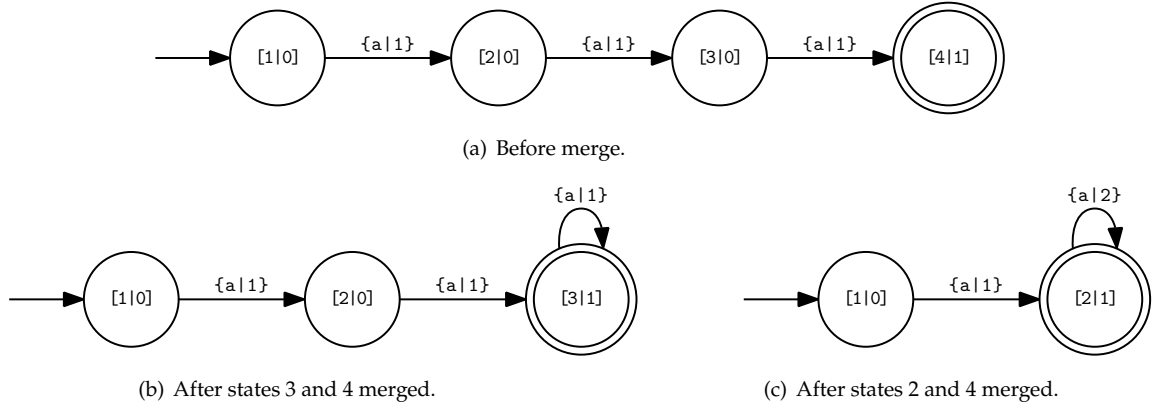 {a|1} {a|1} {a|1}
[1|0] [2|0] [3|0] [4|1]
(a) Before merge.
{a|1} {a|2}
{a|1} {a|1} {a|1}
[1|0] [2|0] [3|1] [1|0] [2|1]
(b) After states 3 and 4 merged. (c) After states 2 and 4 merged.